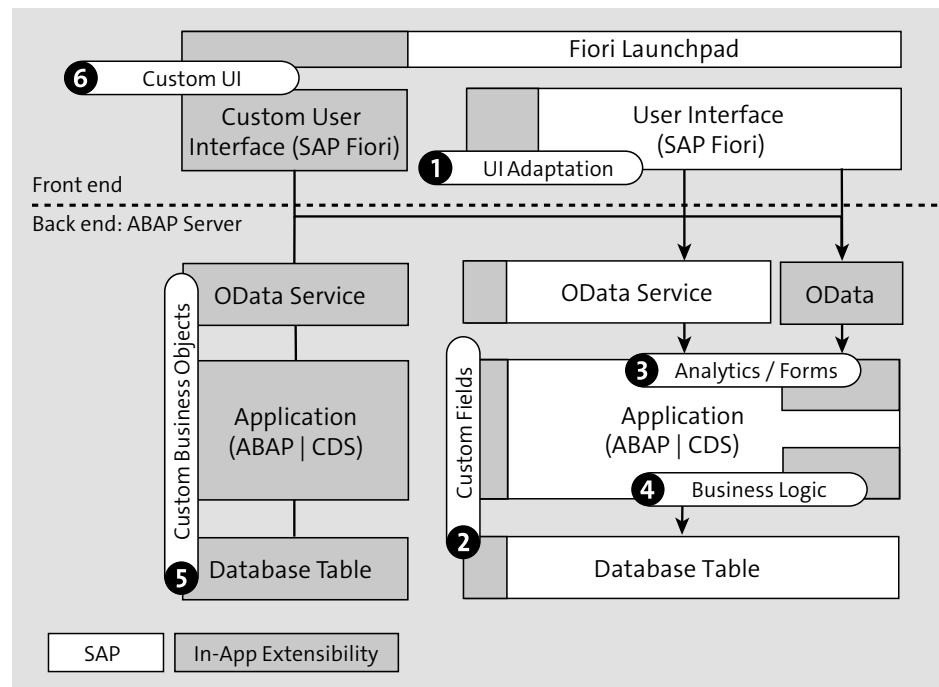 Fiori Launchpad
6 Custom UI
Custom User
Interface (SAP Fiori)
User Interface
(SAP Fiori)
1 UI Adaptation
Front end
Back end: ABAP Server
OData Service
OData Service
OData
Custom Business Objects
5
Custom Fields
2
3 Analytics / Forms
Application
(ABAP | CDS)
Application
(ABAP | CDS)
4 Business Logic
Database Table
Database Table
SAP
In-App Extensibility